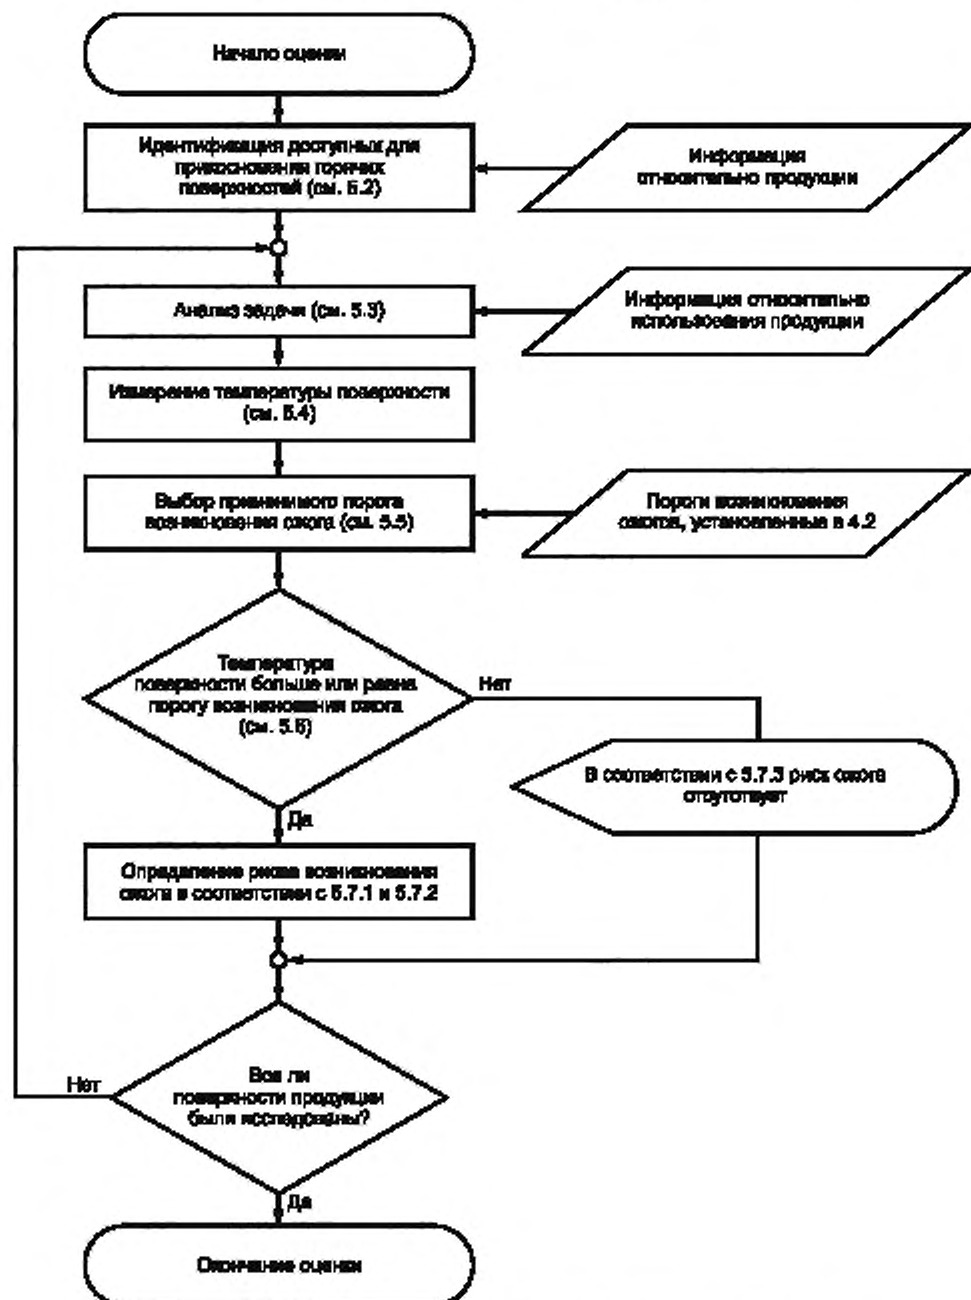 Начало оценки
Идентификация доступных для
прикосновения горячих
поверхностей (см. 5.2)
Информация
относительно продукции
Анализ задачи (см. 5.3)
Информация относительно
использования продукции
Измерение температуры поверхности
(см. 5.4)
Выбор применимого порога
возникновения ожога (см. 5.5)
Пороги возникновения
ожогов, установленные в 4.2
Температура
поверхности больше или равна
порогу возникновения ожога
(см. 5.6)
Нет
В соответствии с 5.7.3 риск ожога
отсутствует
Да
Определение риска возникновения
ожога в соответствии с 5.7.1 и 5.7.2
Все ли
поверхности продукции
были исследованы?
Нет
Да
Окончание оценки